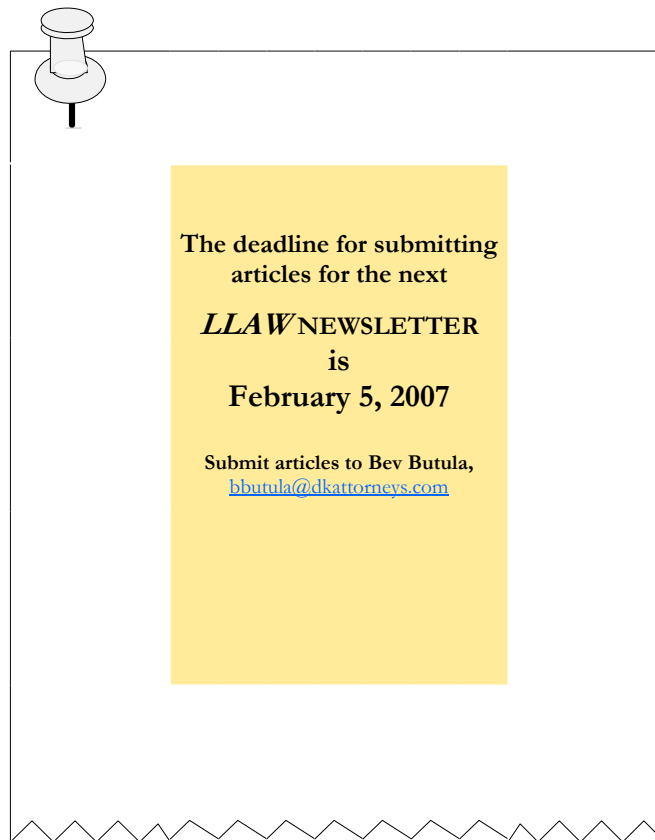 The deadline for submitting
articles for the next
LLAW NEWSLETTER
is
February 5, 2007
Submit articles to Bev Butula,
bbutula@dkattorneys.com